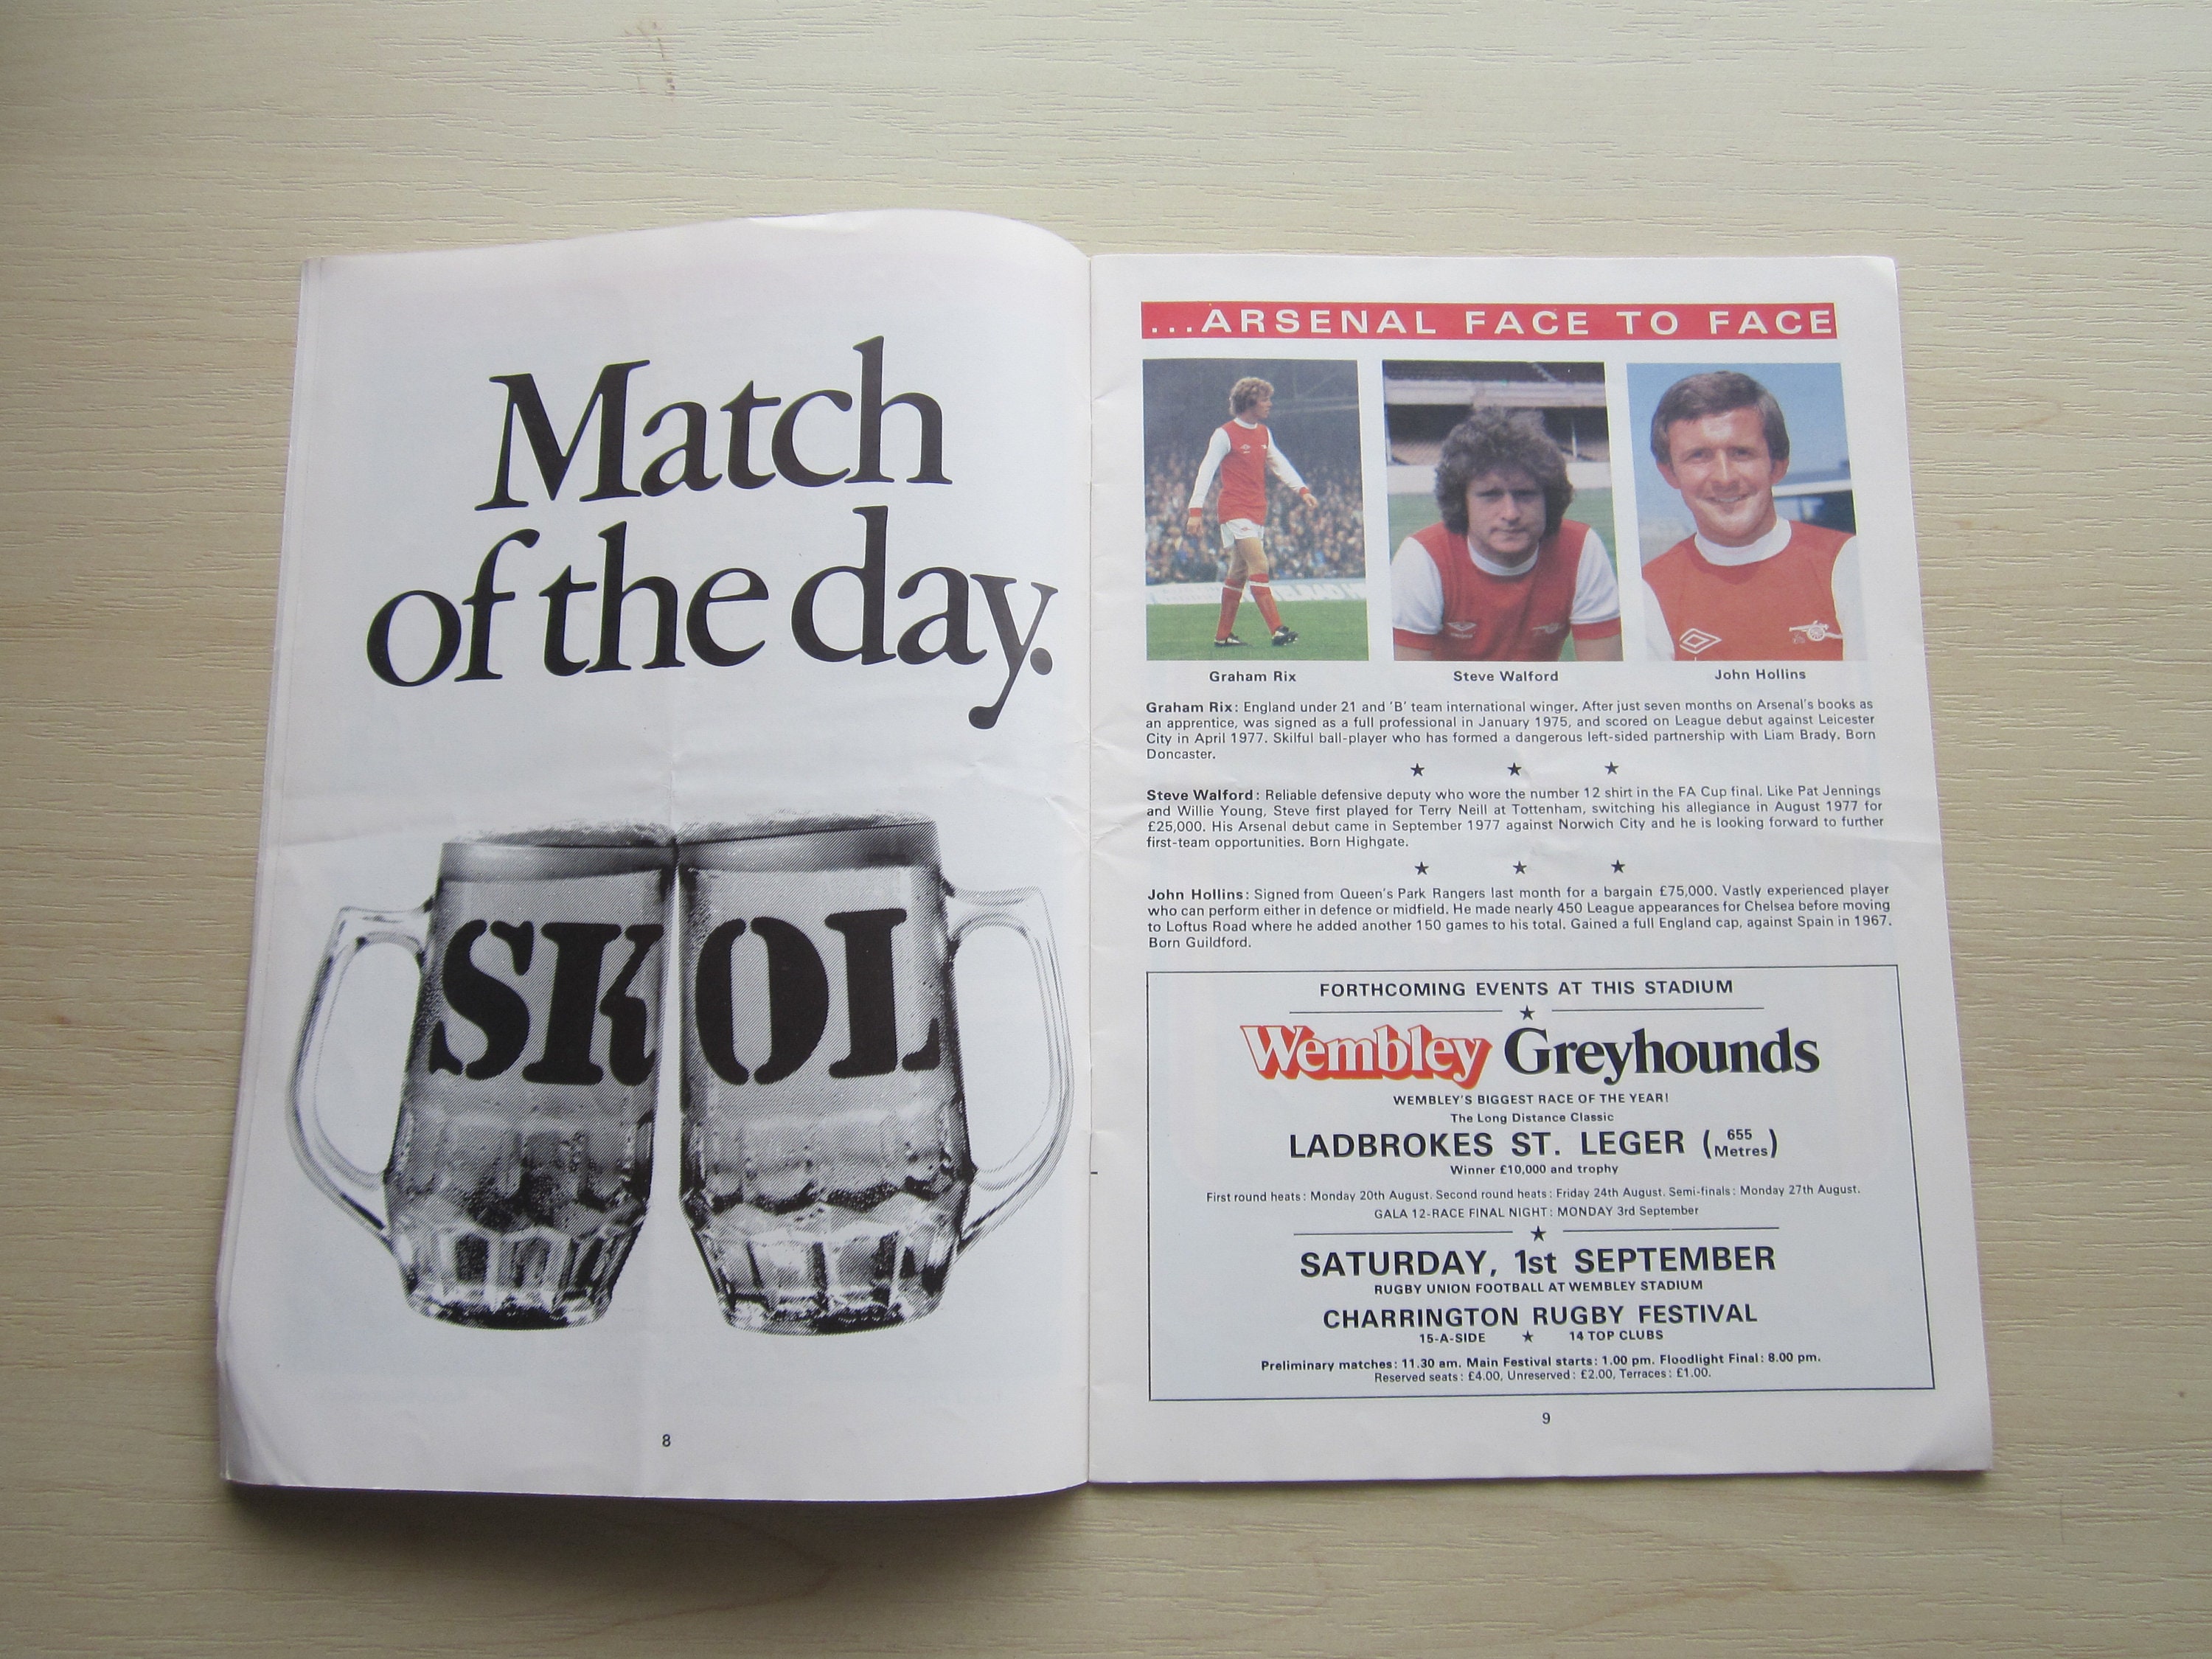 Match
of the day.
SKOL
8
...ARSENAL FACE TO FACE
Graham Rix
Steve Walford
John Hollins
Graham Rix: England under 21 and 'B' team international winger. After just seven months on Arsenal's books as
an apprentice, was signed as a full professional in January 1975, and scored on League debut against Leicester
City in April 1977. Skilful ball-player who has formed a dangerous left-sided partnership with Liam Brady. Born
Doncaster.
Steve Walford: Reliable defensive deputy who wore the number 12 shirt in the FA Cup final. Like Pat Jennings
and Willie Young, Steve first played for Terry Neill at Tottenham, switching his allegiance in August 1977 for
£25,000. His Arsenal debut came in September 1977 against Norwich City and he is looking forward to further
first-team opportunities. Born Highgate.
John Hollins: Signed from Queen's Park Rangers last month for a bargain £75,000. Vastly experienced player
who can perform either in defence or midfield. He made nearly 450 League appearances for Chelsea before moving
to Loftus Road where he added another 150 games to his total. Gained a full England cap, against Spain in 1967.
Born Guildford.
FORTHCOMING EVENTS AT THIS STADIUM
Wembley Greyhounds
WEMBLEY'S BIGGEST RACE OF THE YEAR!
The Long Distance Classic
LADBROKES ST. LEGER (655 Metres)
Winner £10,000 and trophy
First round heats: Monday 20th August. Second round heats: Friday 24th August. Semi-finals: Monday 27th August.
GALA 12-RACE FINAL NIGHT: MONDAY 3rd September
SATURDAY, 1st SEPTEMBER
RUGBY UNION FOOTBALL AT WEMBLEY STADIUM
CHARRINGTON RUGBY FESTIVAL
15-A-SIDE ★ 14 TOP CLUBS
Preliminary matches: 11.30 am. Main Festival starts: 1.00 pm. Floodlight Final: 8.00 pm.
Reserved seats: £4.00, Unreserved: £2.00, Terraces: £1.00.
9